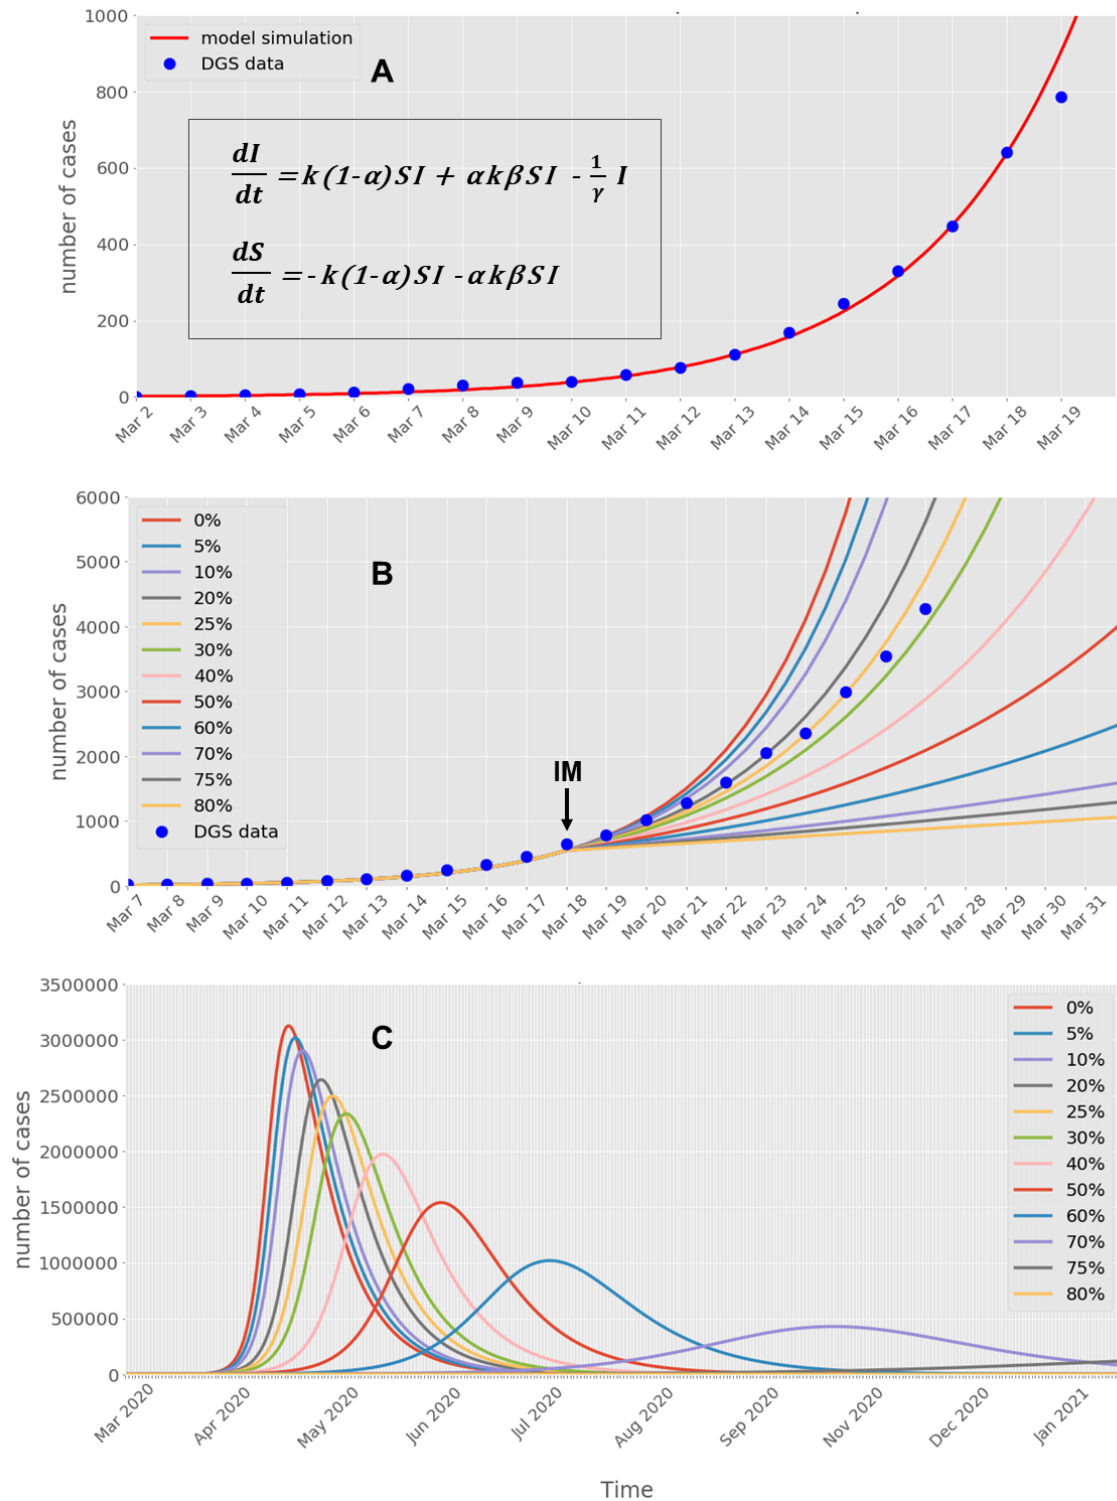 1000
800
600
400
200
0
number of cases
model simulation
DGS data
A
dI/dt = k(1-α)SI + αkβSI - 1/γ I
dS/dt = -k(1-α)SI - αkβSI
Mar 2
Mar 3
Mar 4
Mar 5
Mar 6
Mar 7
Mar 8
Mar 9
Mar 10
Mar 11
Mar 12
Mar 13
Mar 14
Mar 15
Mar 16
Mar 17
Mar 18
Mar 19
6000
5000
4000
3000
2000
1000
0
number of cases
0%
5%
10%
20%
25%
30%
40%
50%
60%
70%
75%
80%
DGS data
B
IM
Mar 7
Mar 8
Mar 9
Mar 10
Mar 11
Mar 12
Mar 13
Mar 14
Mar 15
Mar 16
Mar 17
Mar 18
Mar 19
Mar 20
Mar 21
Mar 22
Mar 23
Mar 24
Mar 25
Mar 26
Mar 27
Mar 28
Mar 29
Mar 30
Mar 31
3500000
3000000
2500000
2000000
1500000
1000000
500000
0
number of cases
C
0%
5%
10%
20%
25%
30%
40%
50%
60%
70%
75%
80%
Mar 2020
Apr 2020
May 2020
Jun 2020
Jul 2020
Aug 2020
Sep 2020
Nov 2020
Dec 2020
Jan 2021
Time